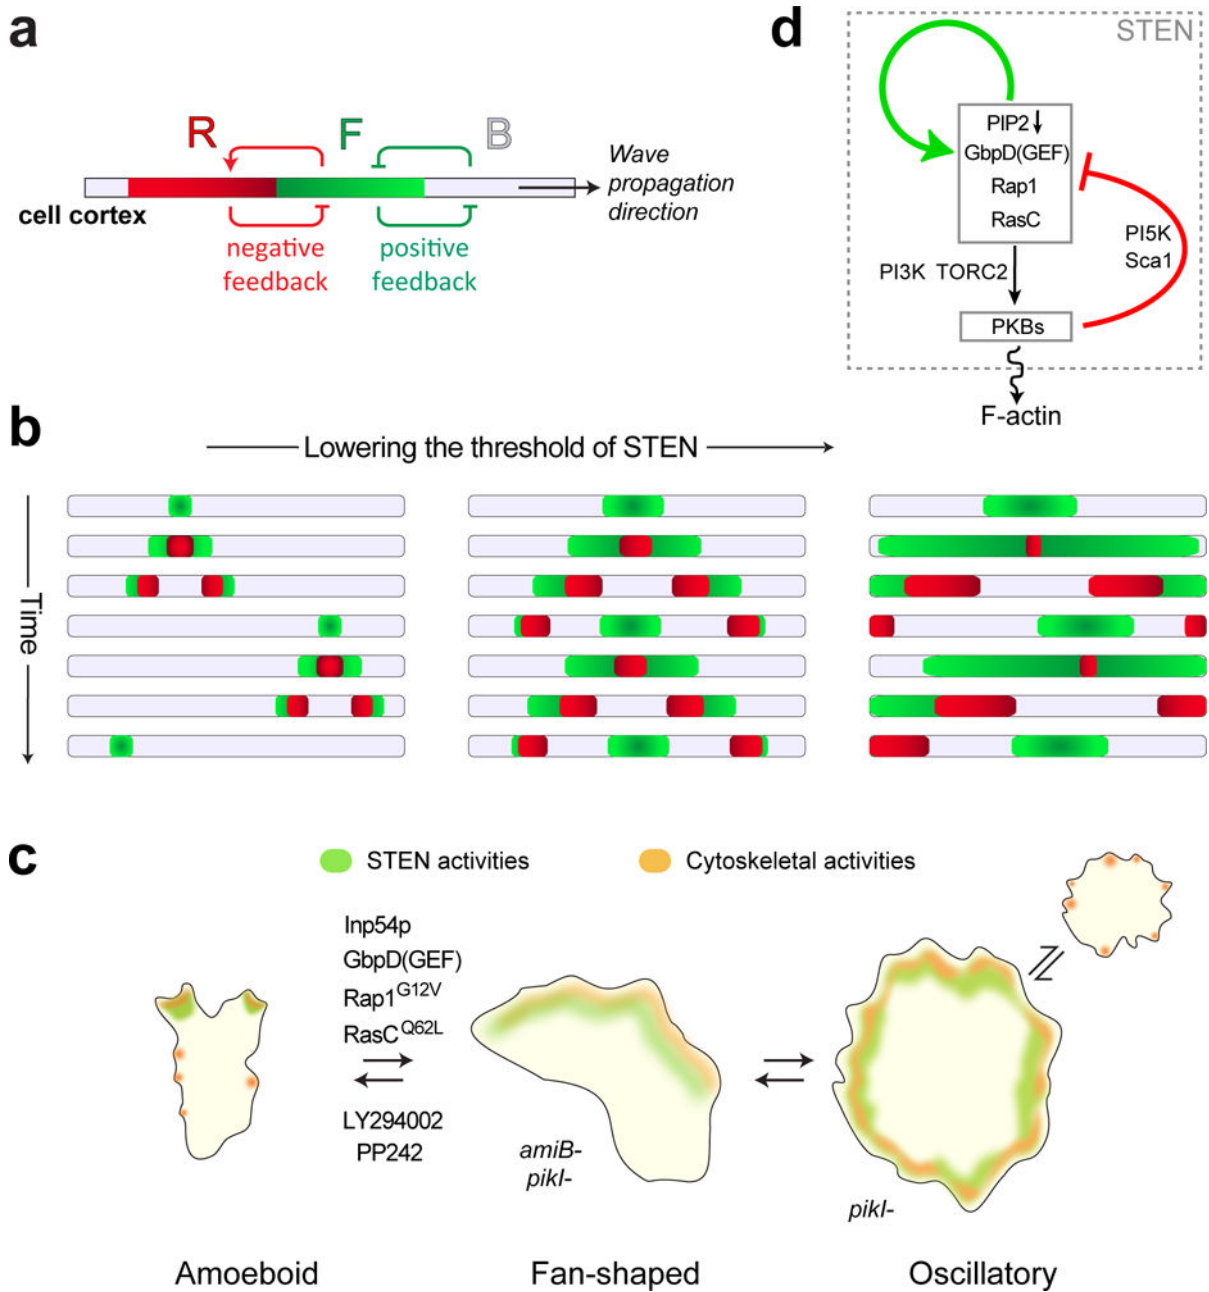 a
R
F
B
Wave
propagation
direction
cell cortex
negative
feedback
positive
feedback
d
STEN
PIP2
GbpD(GEF)
Rap1
RasC
PI3K TORC2
PI5K
Sca1
PKBs
F-actin
b
Lowering the threshold of STEN
Time
c
STEN activities
Cytoskeletal activities
Inp54p
GbpD(GEF)
Rap1G12V
RasCQ62L
LY294002
PP242
amiB-
pikI-
pikI-
Amoeboid
Fan-shaped
Oscillatory